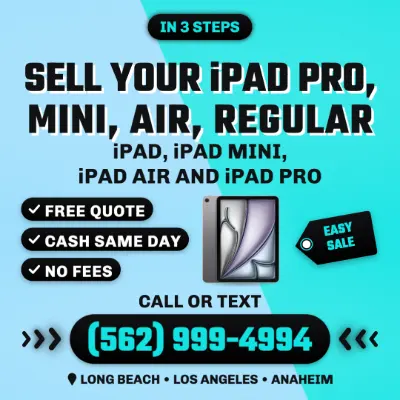 IN 3 STEPS
SELL YOUR iPAD PRO,
MINI, AIR, REGULAR
iPAD, iPAD MINI,
iPAD AIR AND iPAD PRO
FREE QUOTE
CASH SAME DAY
NO FEES
EASY
SALE
CALL OR TEXT
(562) 999-4994
LONG BEACH • LOS ANGELES • ANAHEIM